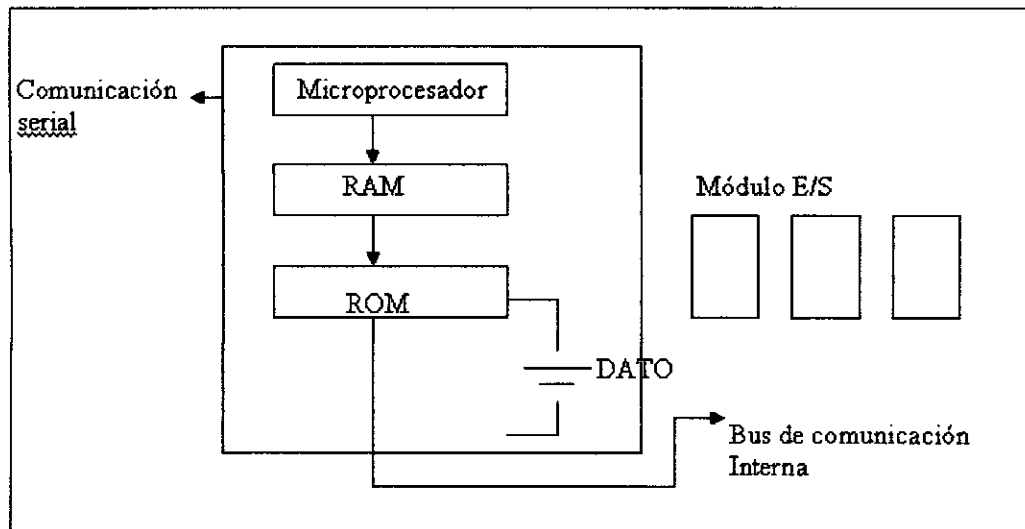 Comunicación
serial
Microprocesador
RAM
ROM
DATO
Módulo E/S
Bus de comunicación
Interna